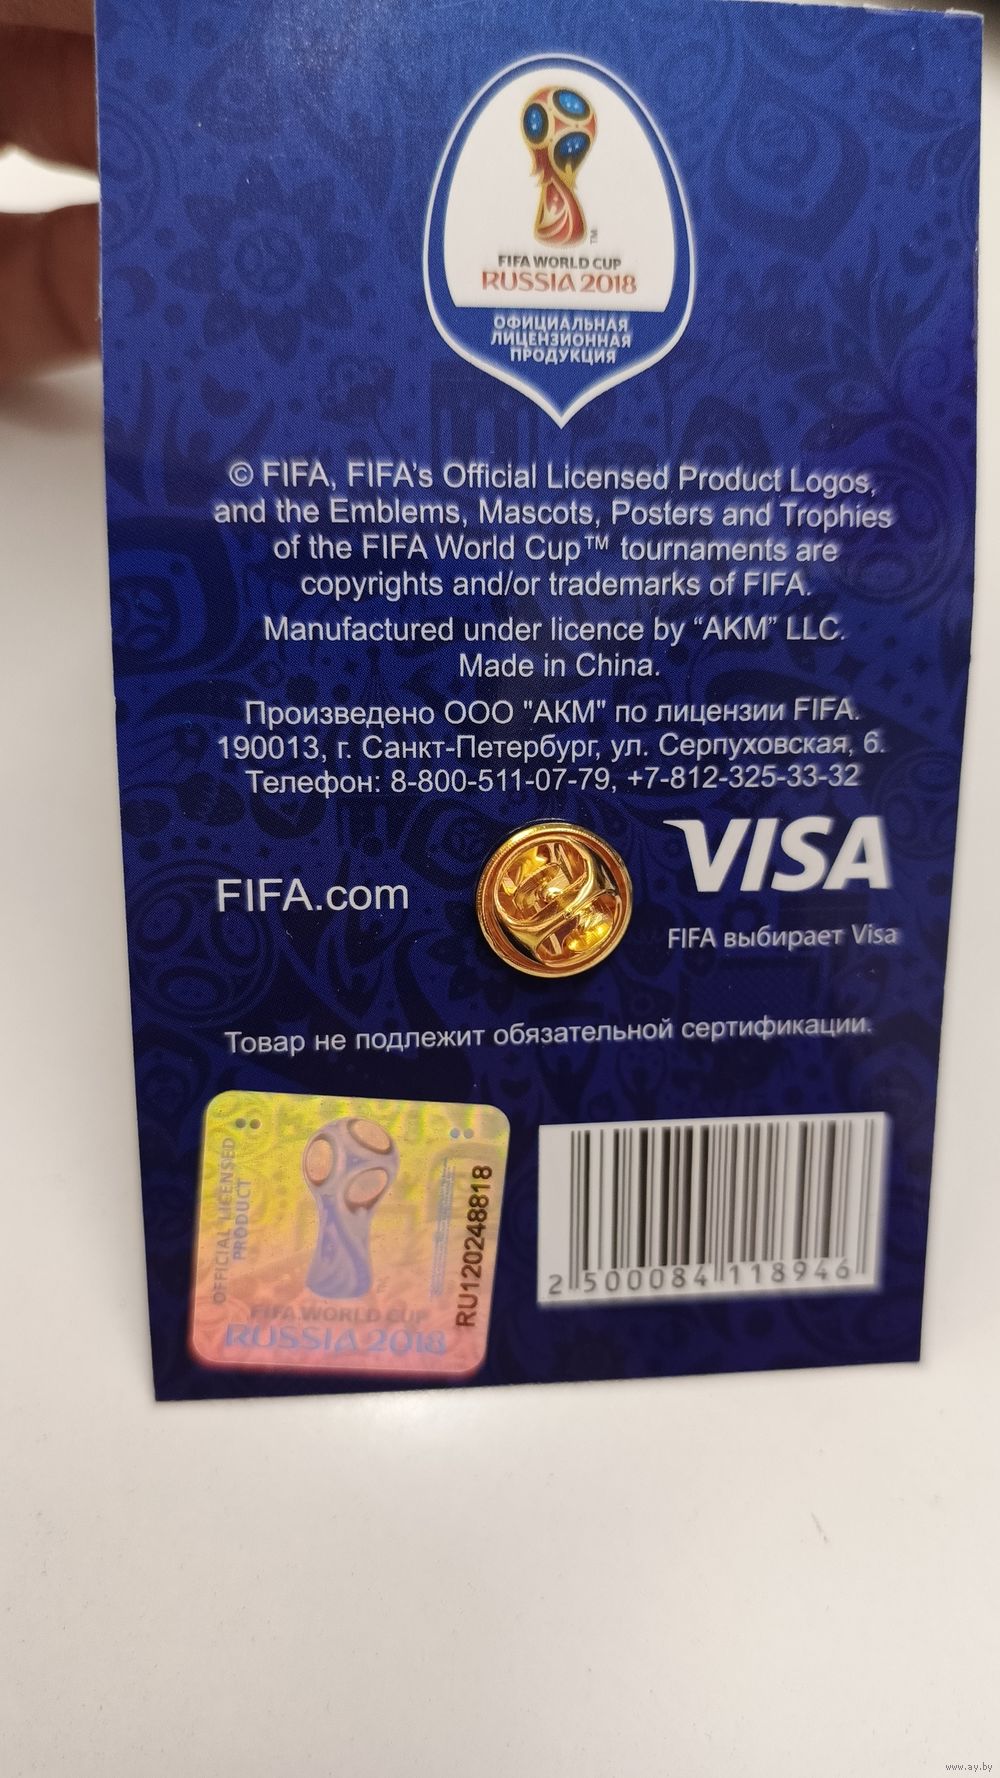 FIFA WORLD CUP
RUSSIA 2018
TM
ОФИЦИАЛЬНАЯ
ЛИЦЕНЗИОННАЯ
ПРОДУКЦИЯ
© FIFA, FIFA's Official Licensed Product Logos,
and the Emblems, Mascots, Posters and Trophies
of the FIFA World Cup™ tournaments are
copyrights and/or trademarks of FIFA.
Manufactured under licence by “AKM” LLC.
Made in China.
Произведено ООО "АКМ" по лицензии FIFA.
190013, г. Санкт-Петербург, ул. Серпуховская, 6.
Телефон: 8-800-511-07-79, +7-812-325-33-32
FIFA.com
VISA
FIFA выбирает Visa
Товар не подлежит обязательной сертификации.
OFFICIAL LICENSED
PRODUCT
FIFA WORLD CUP
RUSSIA 2018
RU120248818
2 500084 118946
www.ay.by